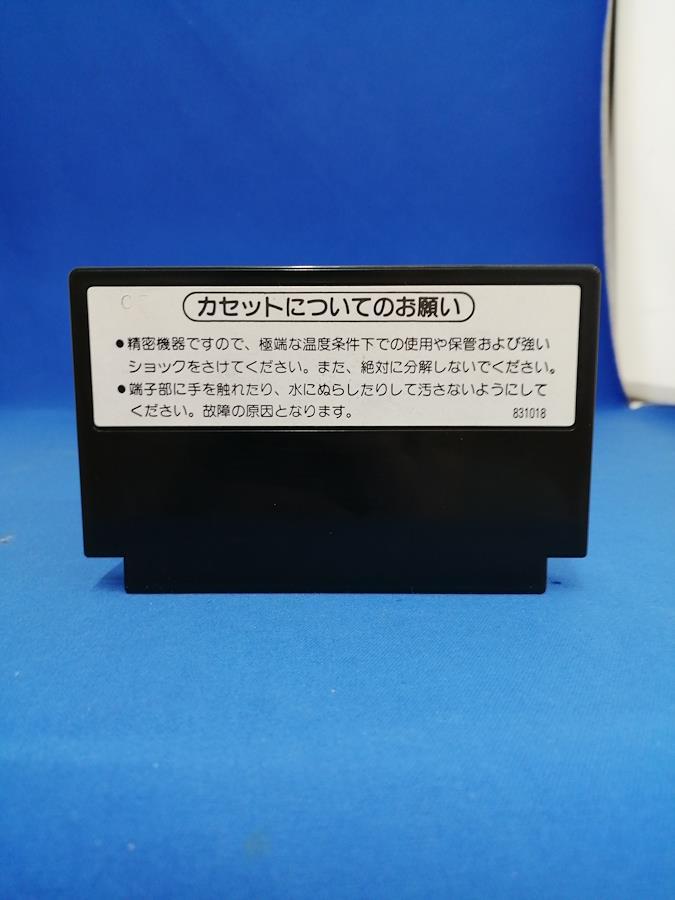 カセットについてのお願い
●精密機器ですので、極端な温度条件下での使用や保管および強い
ショックをさけてください。また、絶対に分解しないでください。
●端子部に手を触れたり、水にぬらしたりして汚さないようにして
ください。故障の原因となります。 831018